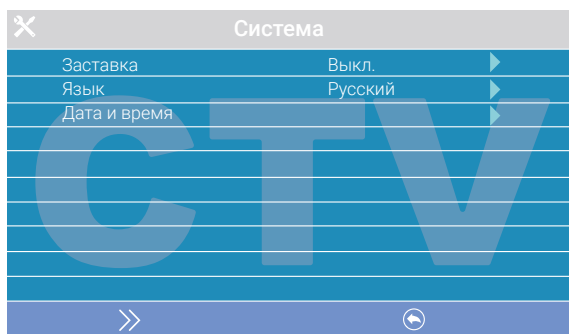 Система
Заставка Выкл.
Язык Русский
Дата и время
CTV